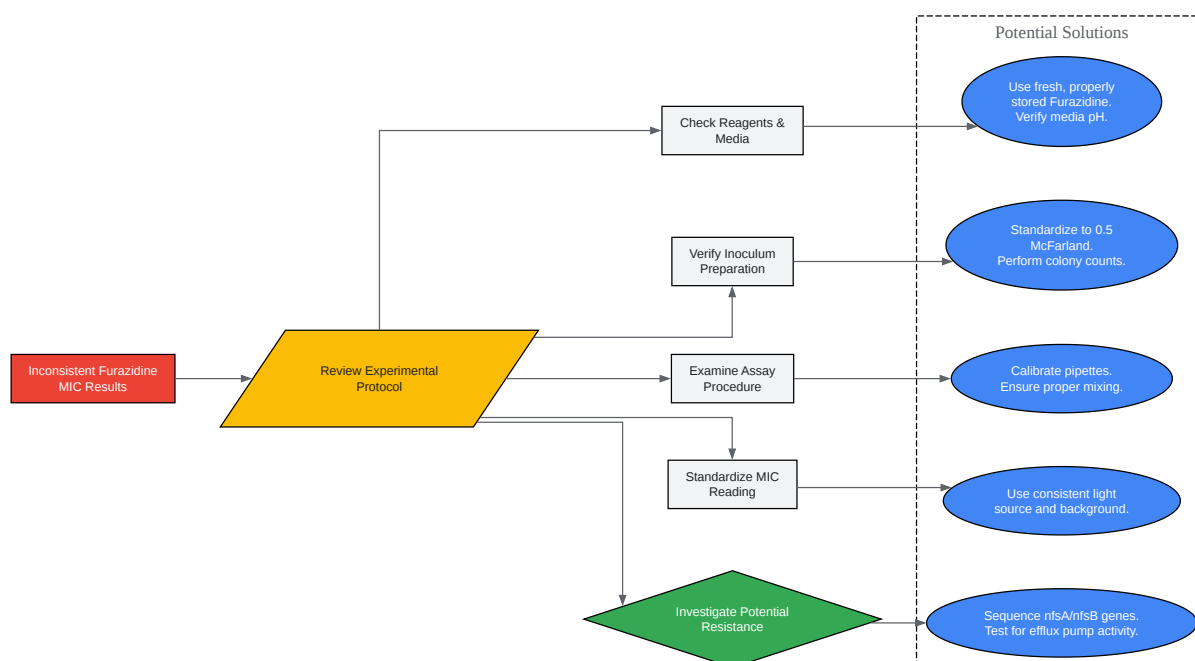 Potential Solutions
Use fresh, properly
stored Furazidine.
Verify media pH.
Check Reagents &
Media
Standardize to 0.5
McFarland.
Perform colony counts.
Verify Inoculum
Preparation
Inconsistent Furazidine
MIC Results
Review Experimental
Protocol
Examine Assay
Procedure
Calibrate pipettes.
Ensure proper mixing.
Standardize MIC
Reading
Use consistent light
source and background.
Investigate Potential
Resistance
Sequence nfsA/nfsB genes.
Test for efflux pump activity.